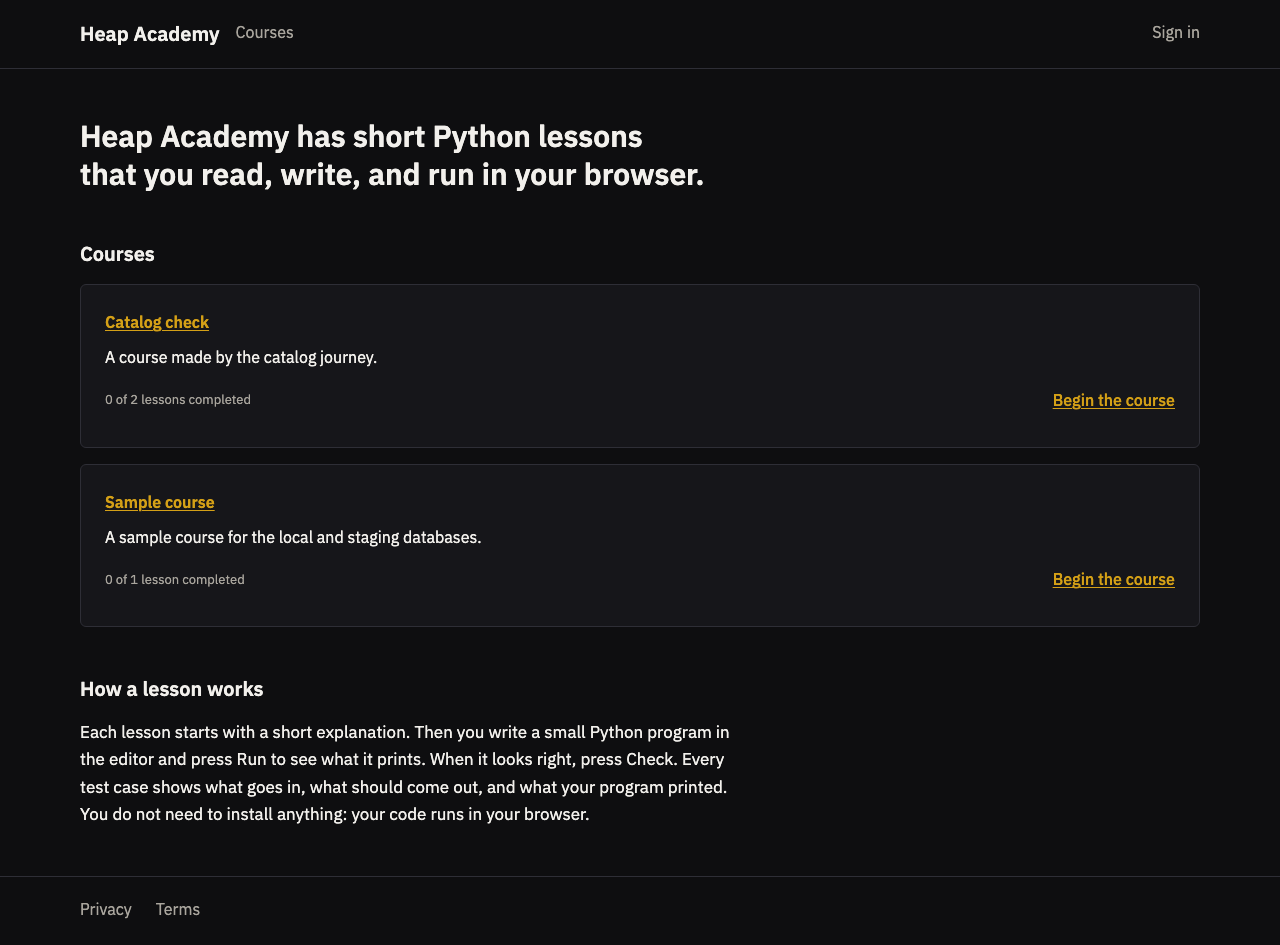 Heap Academy Courses Sign in
Heap Academy has short Python lessons
that you read, write, and run in your browser.
Courses
Catalog check
A course made by the catalog journey.
0 of 2 lessons completed Begin the course
Sample course
A sample course for the local and staging databases.
0 of 1 lesson completed Begin the course
How a lesson works
Each lesson starts with a short explanation. Then you write a small Python program in
the editor and press Run to see what it prints. When it looks right, press Check. Every
test case shows what goes in, what should come out, and what your program printed.
You do not need to install anything: your code runs in your browser.
Privacy Terms